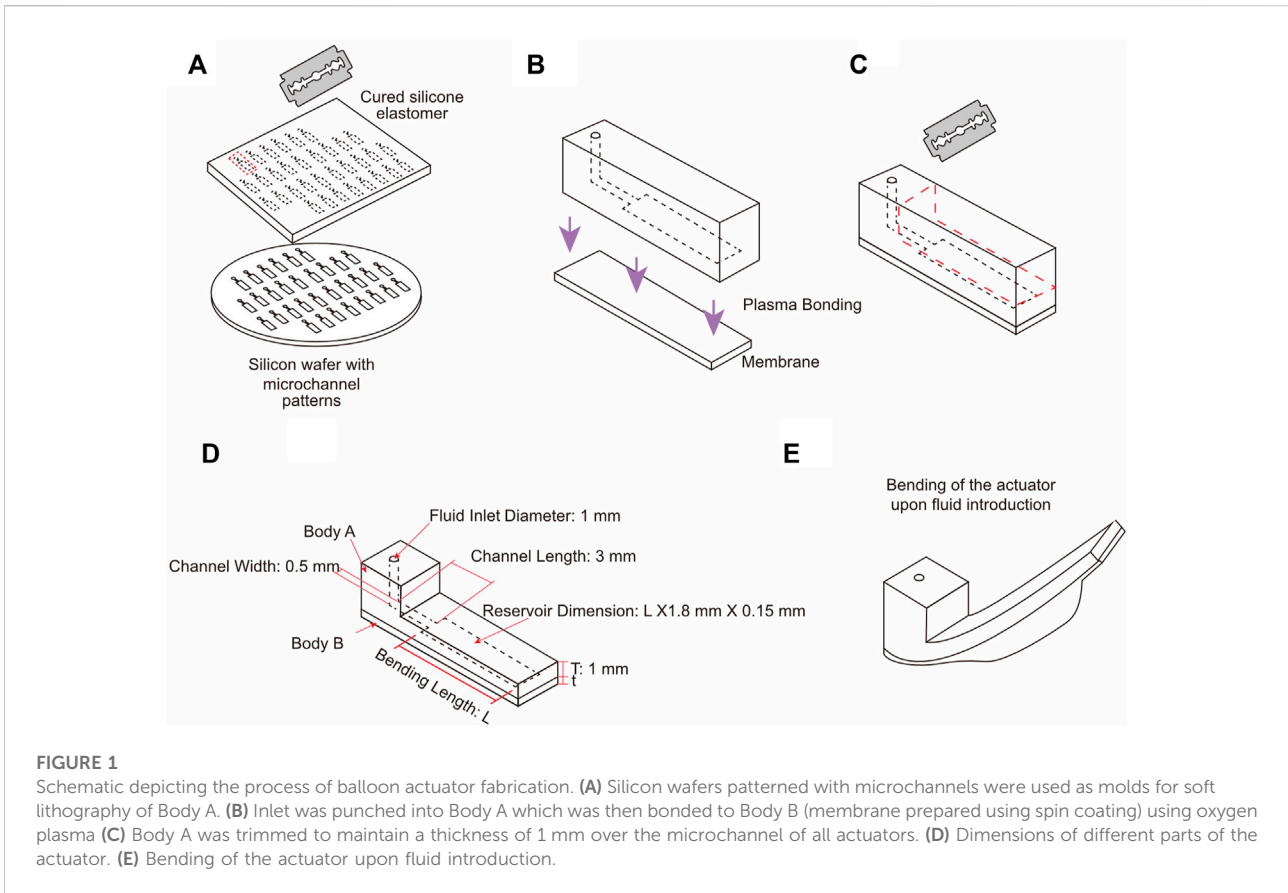 A
Cured silicone
elastomer
Silicon wafer with
microchannel
patterns
B
Plasma Bonding
Membrane
C
D
Fluid Inlet Diameter: 1 mm
Body A
Channel Length: 3 mm
Channel Width: 0.5 mm
Reservoir Dimension: L X1.8 mm X 0.15 mm
Body B
Bending Length: L
T: 1 mm
t
E
Bending of the actuator
upon fluid introduction
FIGURE 1
Schematic depicting the process of balloon actuator fabrication. (A) Silicon wafers patterned with microchannels were used as molds for soft
lithography of Body A. (B) Inlet was punched into Body A which was then bonded to Body B (membrane prepared using spin coating) using oxygen
plasma (C) Body A was trimmed to maintain a thickness of 1 mm over the microchannel of all actuators. (D) Dimensions of different parts of the
actuator. (E) Bending of the actuator upon fluid introduction.